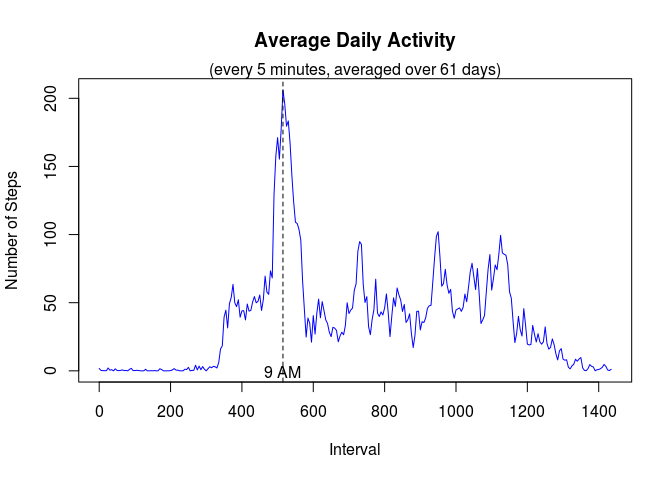 Average Daily Activity
(every 5 minutes, averaged over 61 days)
Number of Steps
200
150
100
50
0
9 AM
0 200 400 600 800 1000 1200 1400
Interval